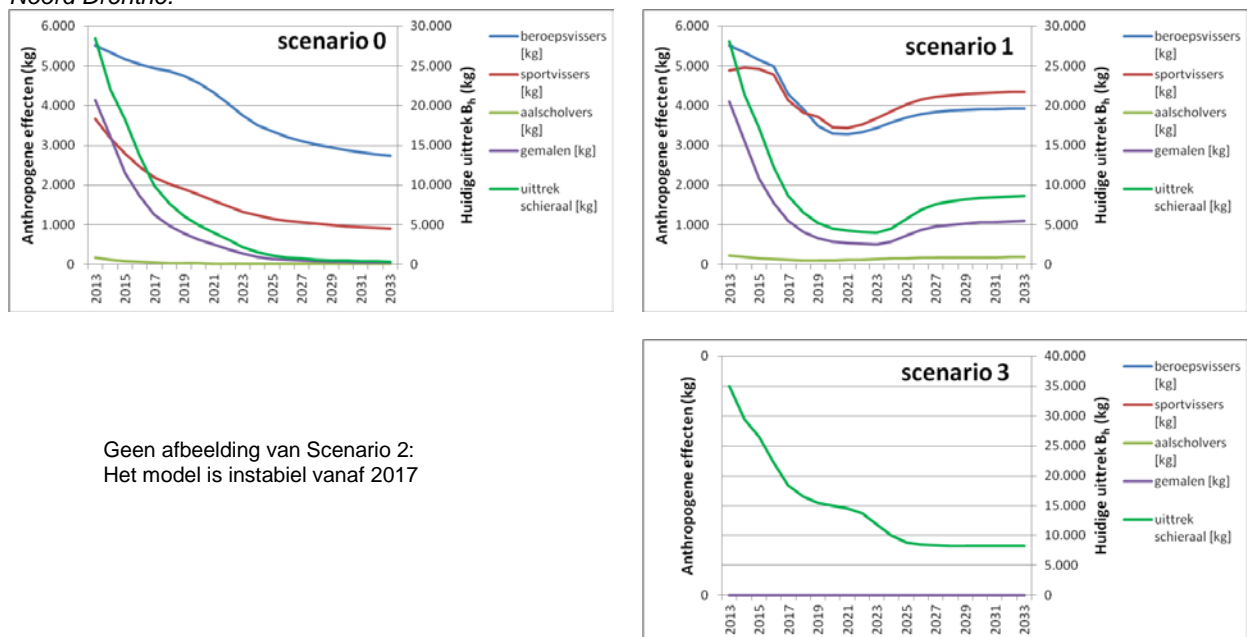 Noord Drenthe.
scenario 0
Anthropogene effecten (kg)
6.000
5.000
4.000
3.000
2.000
1.000
0
30.000
25.000
20.000
15.000
10.000
5.000
0
Huidige uittrek Bh (kg)
2013
2015
2017
2019
2021
2023
2025
2027
2029
2031
2033
beroepsvissers
[kg]
sportvissers
[kg]
aalscholvers
[kg]
gemalen [kg]
uittrek
schieraal [kg]
scenario 1
Anthropogene effecten (kg)
6.000
5.000
4.000
3.000
2.000
1.000
0
30.000
25.000
20.000
15.000
10.000
5.000
0
Huidige uittrek Bh (kg)
2013
2015
2017
2019
2021
2023
2025
2027
2029
2031
2033
beroepsvissers
[kg]
sportvissers
[kg]
aalscholvers
[kg]
gemalen [kg]
uittrek
schieraal [kg]
Geen afbeelding van Scenario 2:
Het model is instabiel vanaf 2017
scenario 3
Anthropogene effecten (kg)
0
0
40.000
35.000
30.000
25.000
20.000
15.000
10.000
5.000
0
Huidige uittrek Bh (kg)
2013
2015
2017
2019
2021
2023
2025
2027
2029
2031
2033
beroepsvissers
[kg]
sportvissers
[kg]
aalscholvers
[kg]
gemalen [kg]
uittrek
schieraal [kg]